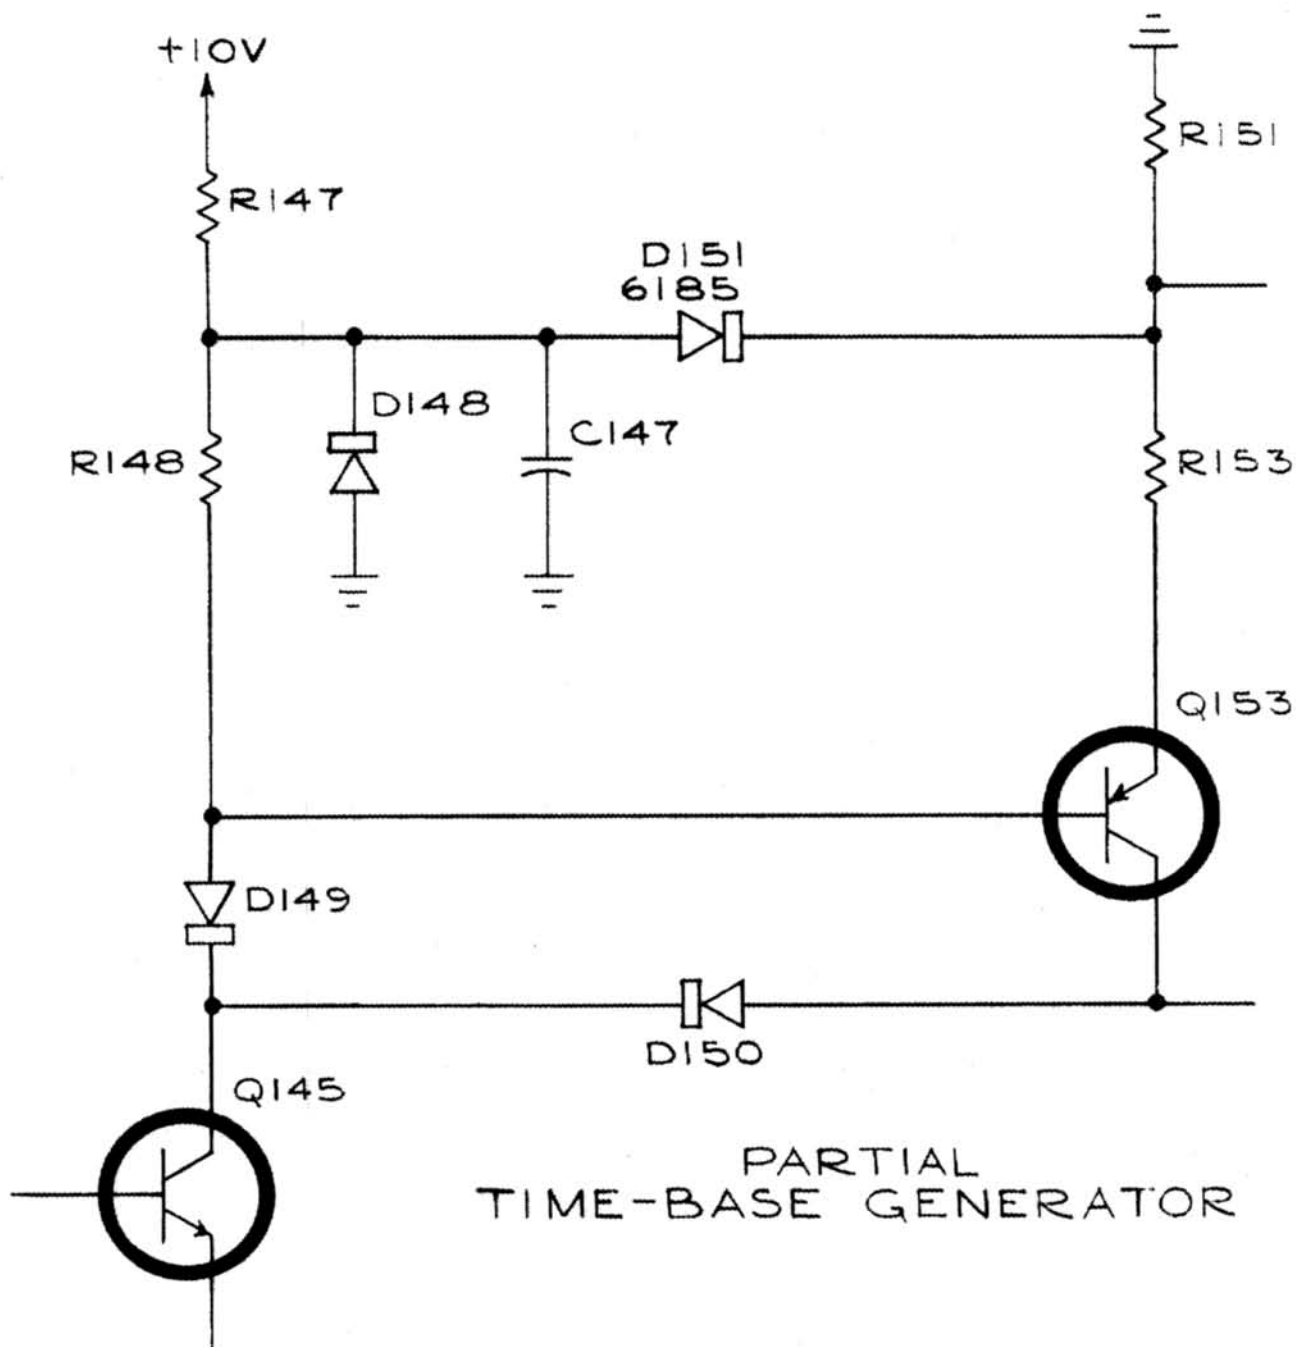 +10V
R151
R147
D151
6185
D148
C147
R148
R153
Q153
D149
D150
Q145
PARTIAL
TIME-BASE GENERATOR